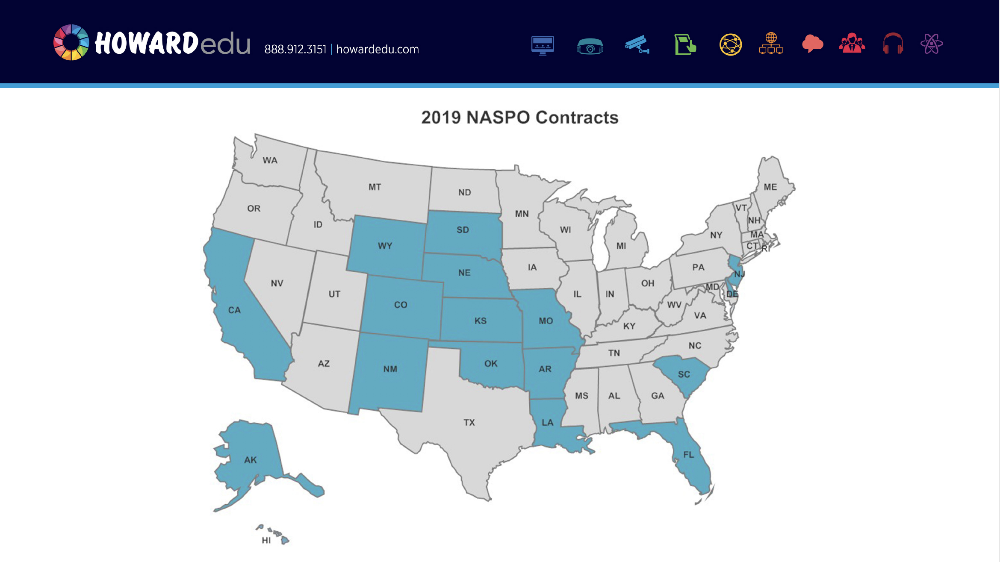 HOWARDedu 888.912.3151 | howardedu.com
2019 NASPO Contracts
WA
MT
ND
ME
OR
ID
MN
VT
NH
SD
WI
NY
MA
WY
MI
CT
RI
NE
IA
PA
NJ
NV
UT
CO
IL
IN
OH
MD
DE
WV
CA
KS
MO
KY
VA
AZ
NM
OK
AR
TN
NC
SC
TX
LA
MS
AL
GA
FL
AK
HI